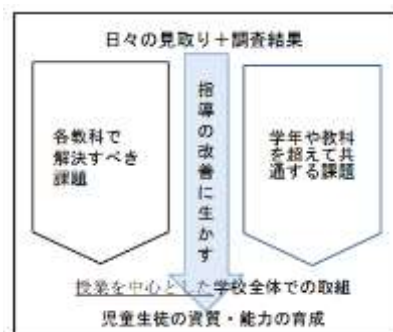 日々の見取り＋調査結果
各教科で
解決すべき
課題
指導の改善に生かす
学年や教科
を超えて共
通する課題
授業を中心とした学校全体での取組
児童生徒の資質・能力の育成